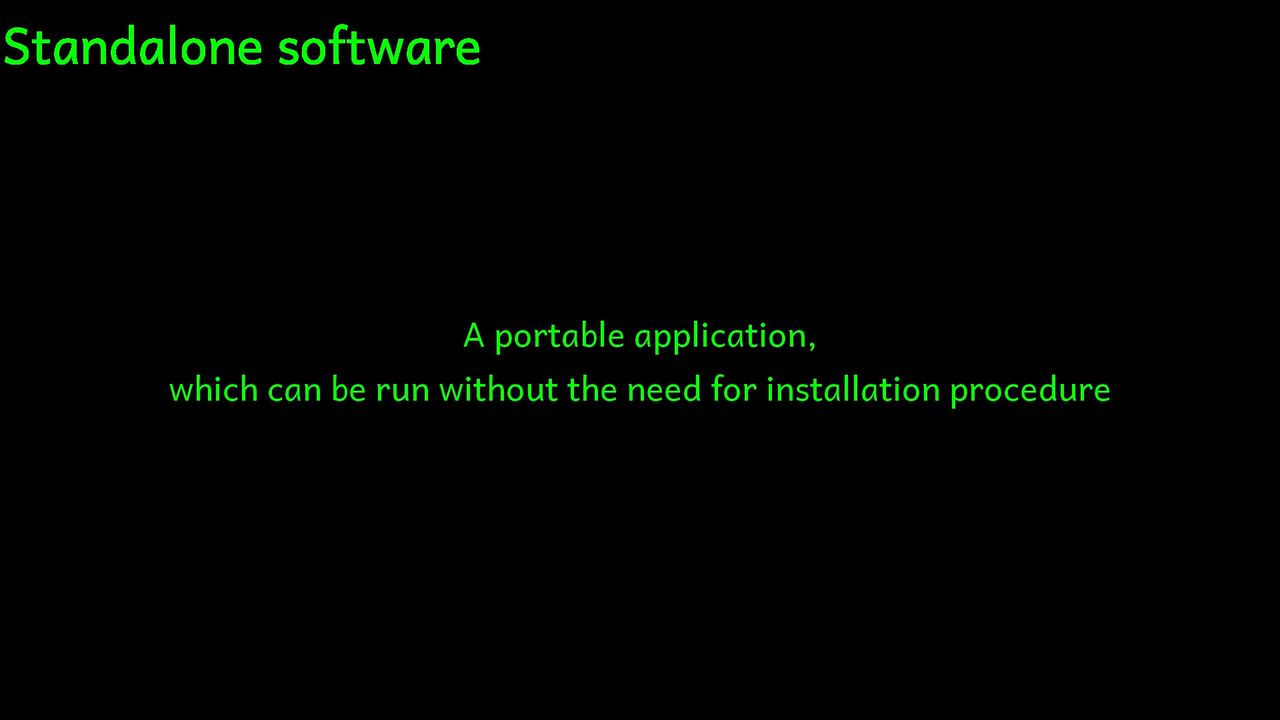 Standalone software
A portable application,
which can be run without the need for installation procedure